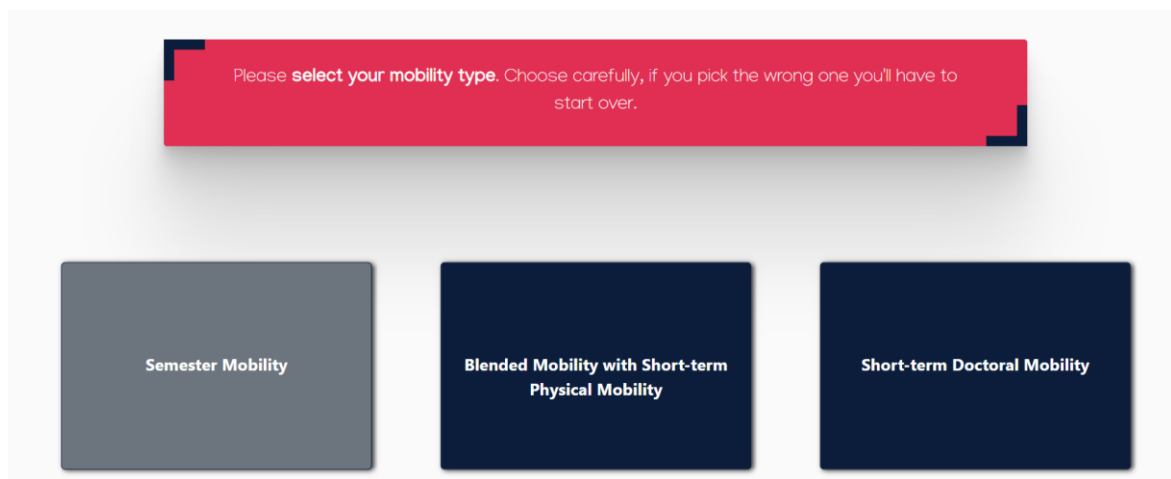 Please select your mobility type. Choose carefully, if you pick the wrong one you'll have to
start over.
Semester Mobility
Blended Mobility with Short-term
Physical Mobility
Short-term Doctoral Mobility